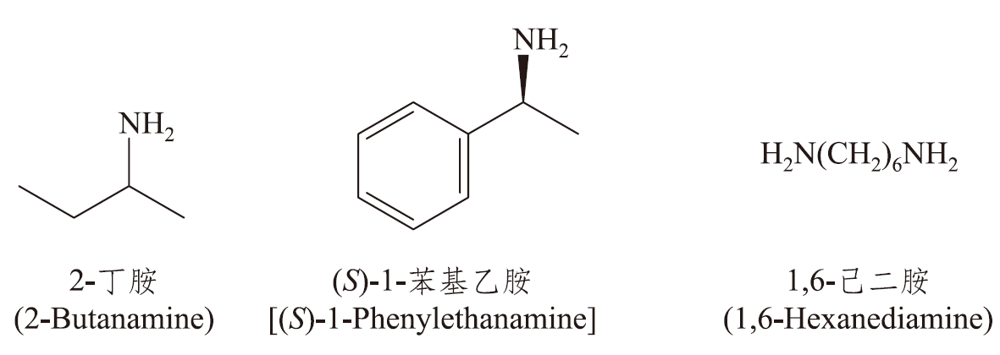 NH₂
NH₂
H₂N(CH₂)₆NH₂
2-丁胺
(2-Butanamine)
(S)-1-苯基乙胺
[(S)-1-Phenylethanamine]
1,6-己二胺
(1,6-Hexanediamine)